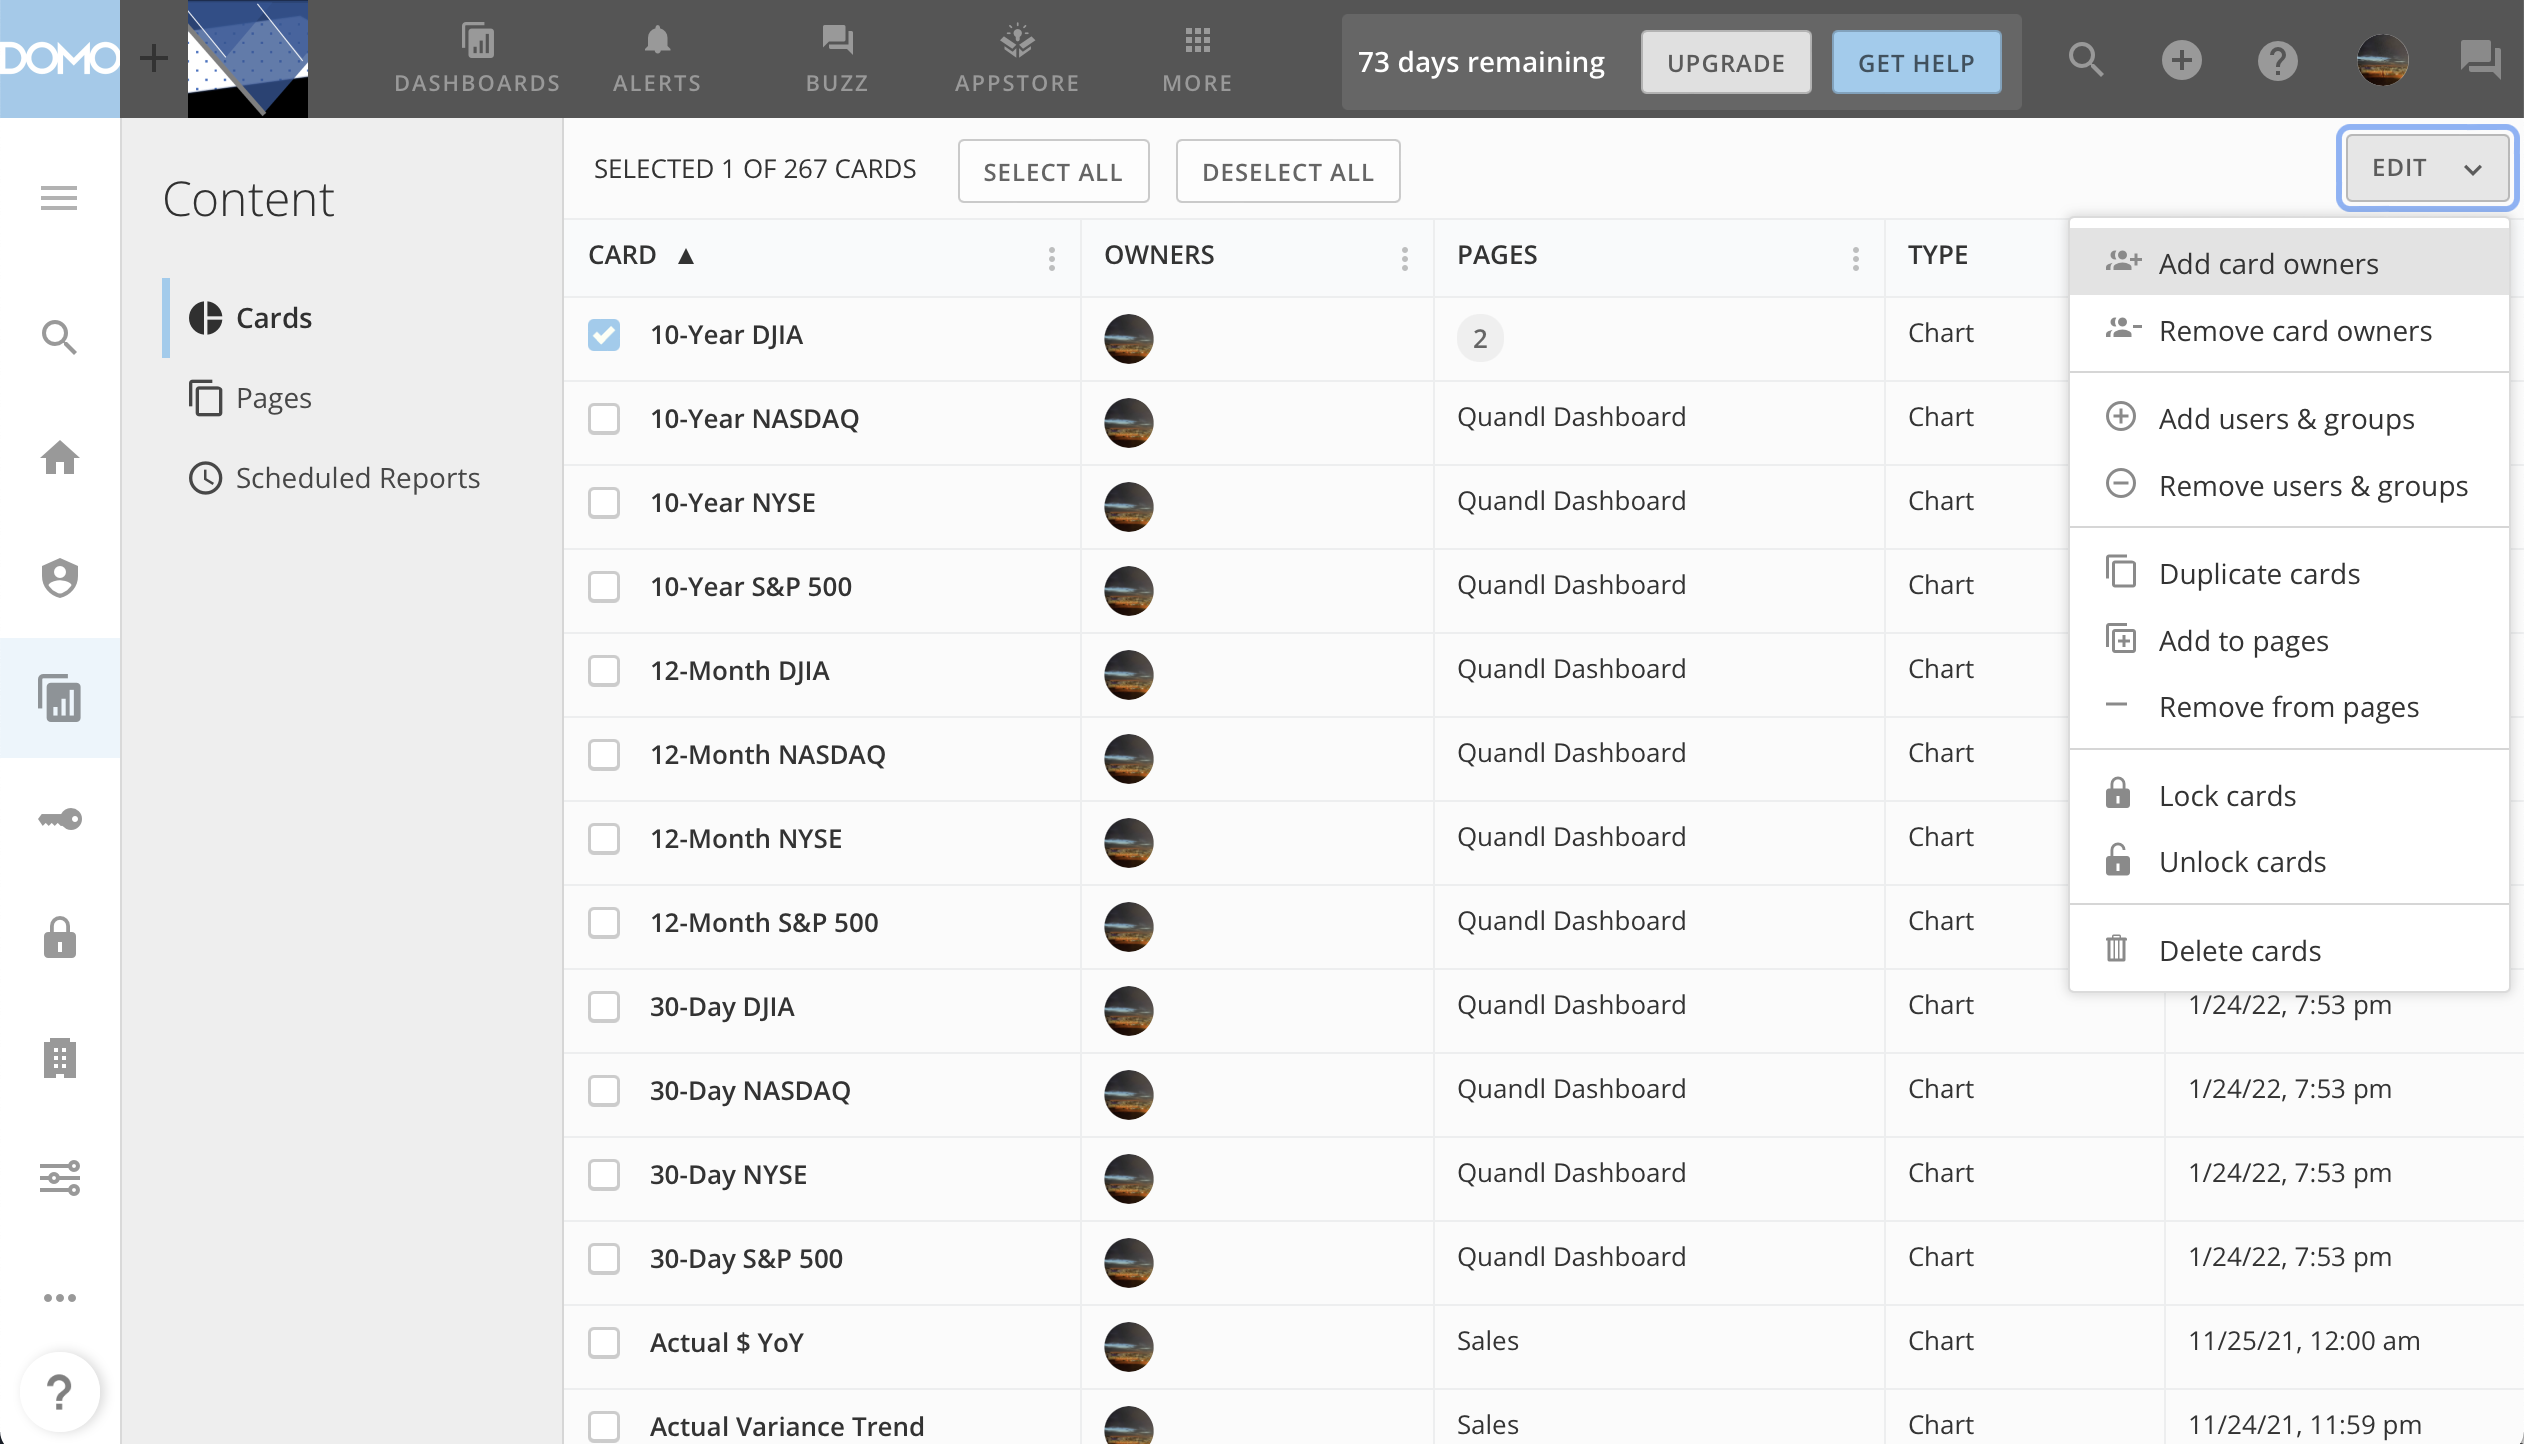 DOMO
DASHBOARDS
ALERTS
BUZZ
APPSTORE
MORE
73 days remaining
UPGRADE
GET HELP
Content
Cards
Pages
Scheduled Reports
SELECTED 1 OF 267 CARDS
SELECT ALL
DESELECT ALL
EDIT
CARD ▲ OWNERS PAGES TYPE
10-Year DJIA 2 Chart
10-Year NASDAQ Quandl Dashboard Chart
10-Year NYSE Quandl Dashboard Chart
10-Year S&P 500 Quandl Dashboard Chart
12-Month DJIA Quandl Dashboard Chart
12-Month NASDAQ Quandl Dashboard Chart
12-Month NYSE Quandl Dashboard Chart
12-Month S&P 500 Quandl Dashboard Chart
30-Day DJIA Quandl Dashboard Chart 1/24/22, 7:53 pm
30-Day NASDAQ Quandl Dashboard Chart 1/24/22, 7:53 pm
30-Day NYSE Quandl Dashboard Chart 1/24/22, 7:53 pm
30-Day S&P 500 Quandl Dashboard Chart 1/24/22, 7:53 pm
Actual $ YoY Sales Chart 11/25/21, 12:00 am
Actual Variance Trend Sales Chart 11/24/21, 11:59 pm
Add card owners
Remove card owners
Add users & groups
Remove users & groups
Duplicate cards
Add to pages
Remove from pages
Lock cards
Unlock cards
Delete cards